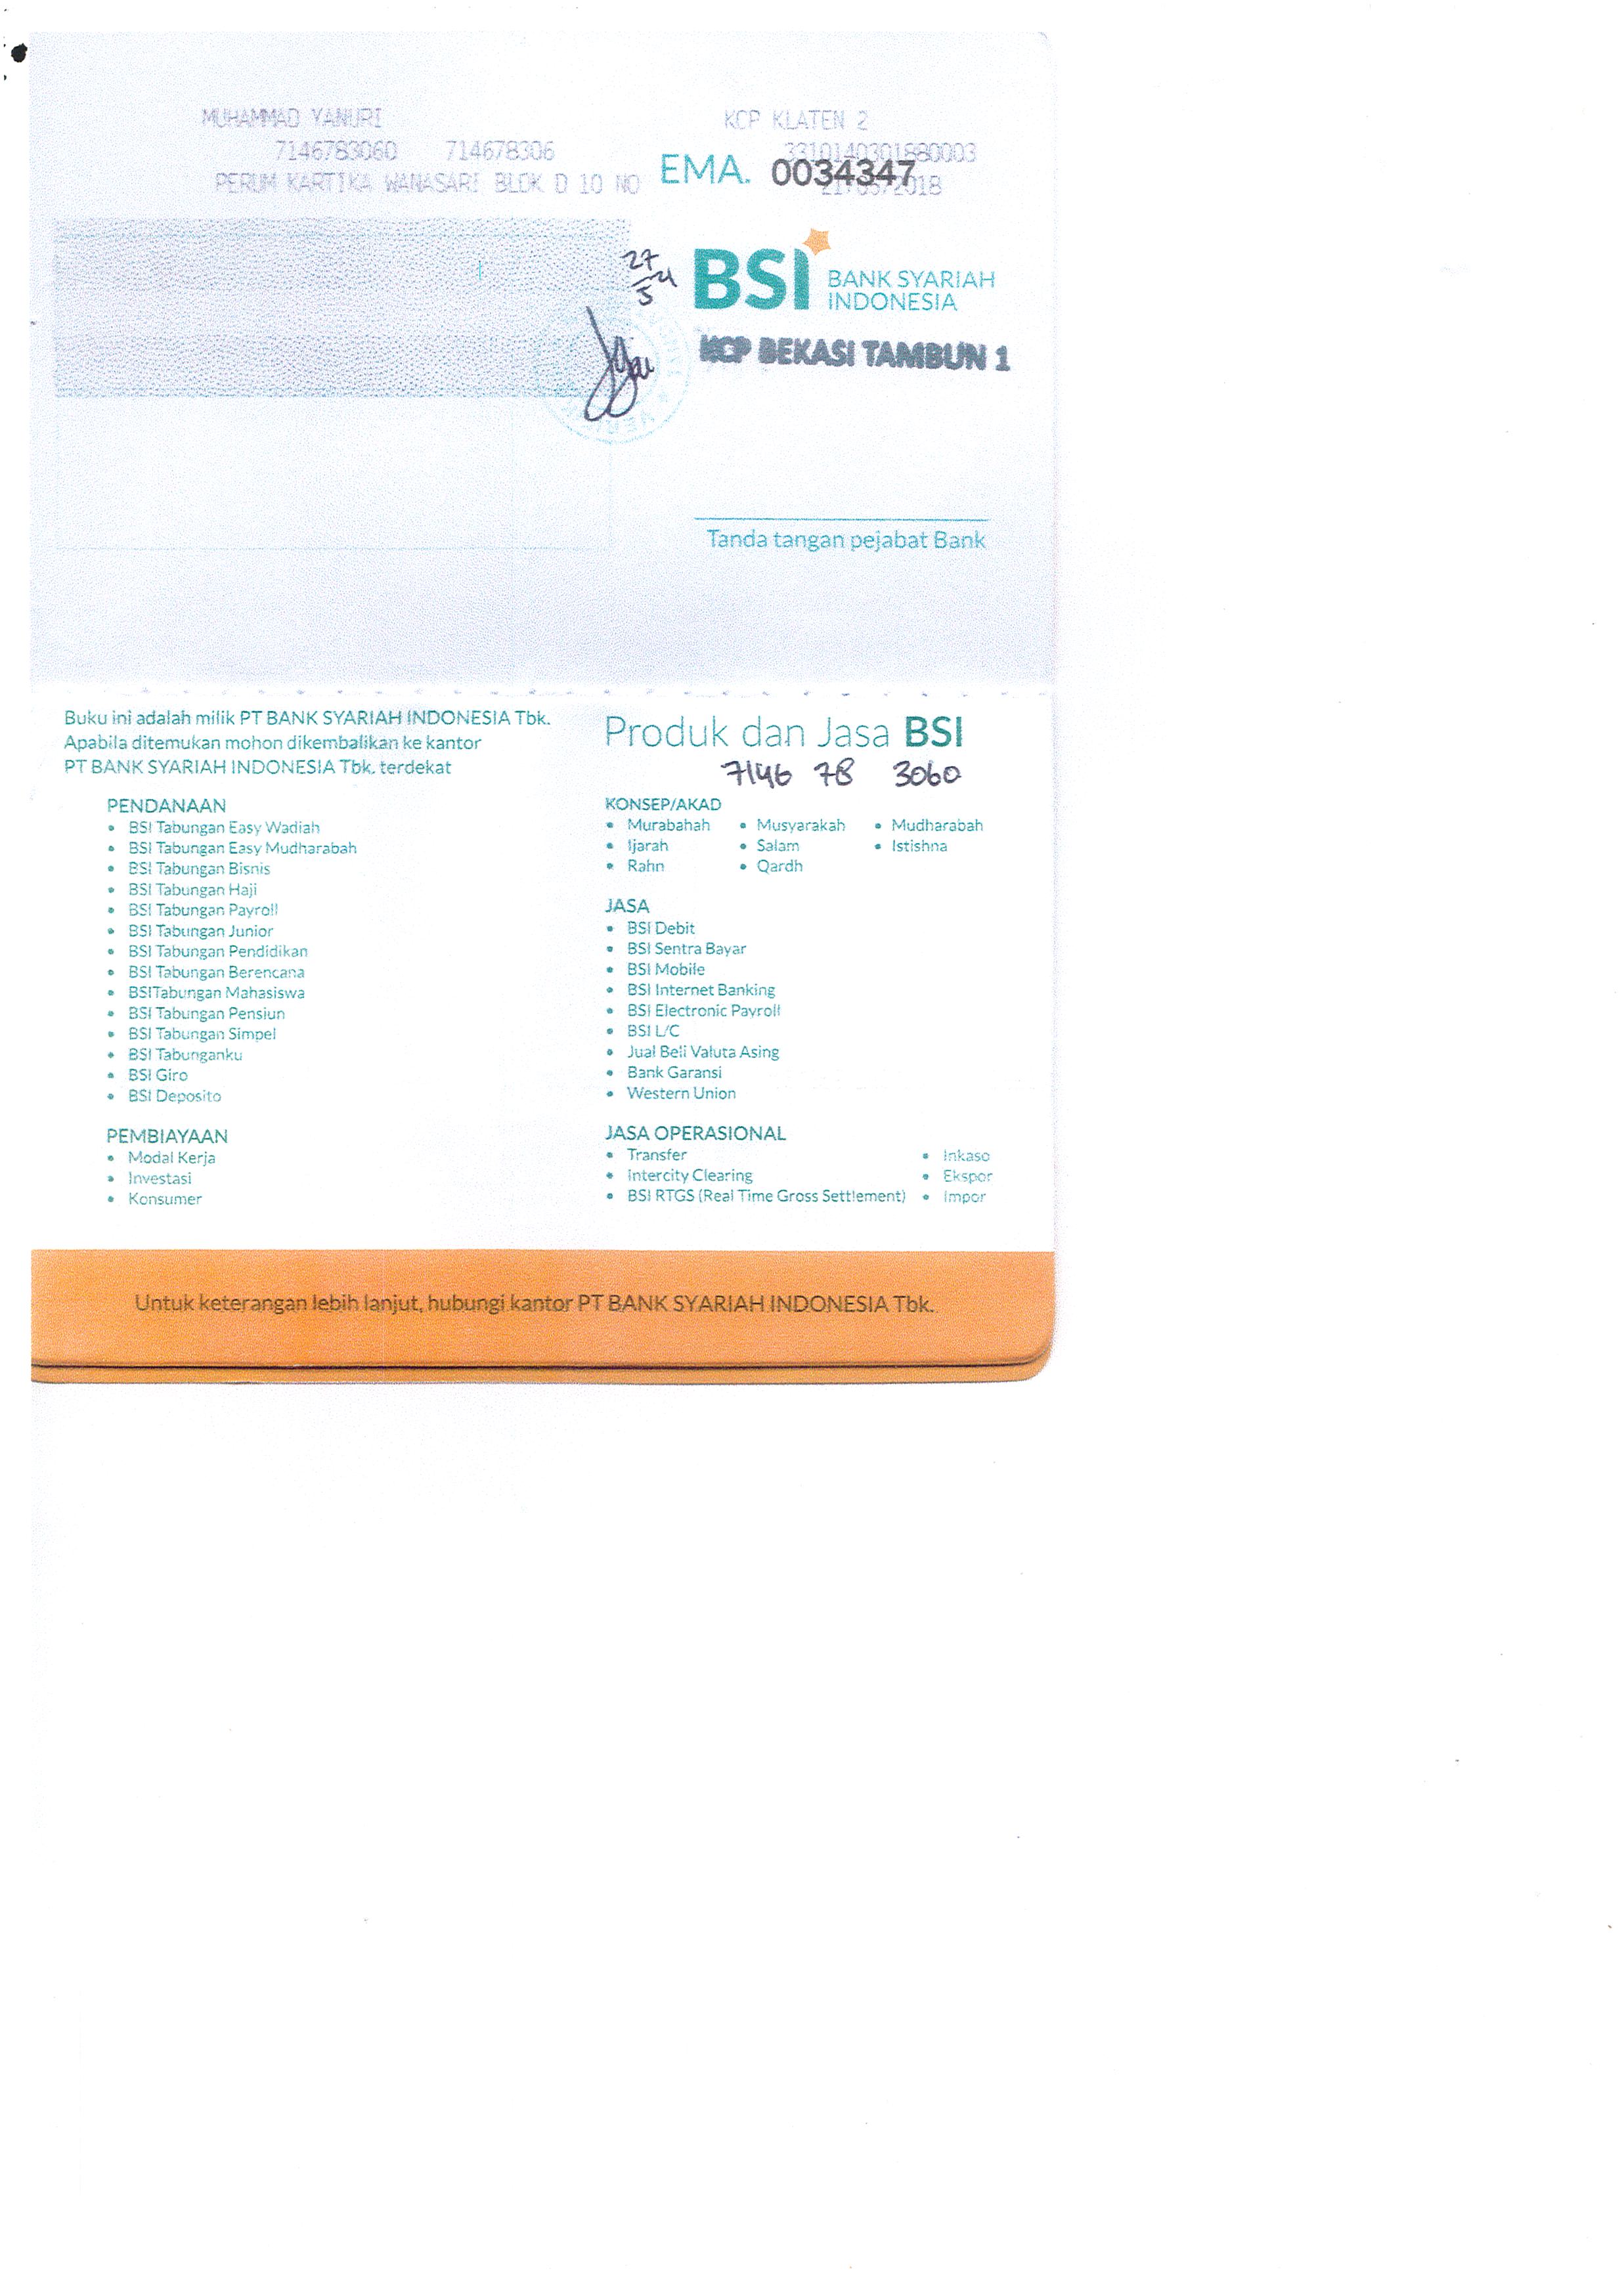 MUHAMMAD YANURI KCP KLATEN 2
7146783060 714678306 3310140301880003
PERUM KARTIKA WANASARI BLOK D 10 NO EMA. 0034347
BSI BANK SYARIAH
INDONESIA
27
5 21
KCP BEKASI TAMBUN 1
Tanda tangan pejabat Bank
Buku ini adalah milik PT BANK SYARIAH INDONESIA Tbk.
Apabila ditemukan mohon dikembalikan ke kantor
PT BANK SYARIAH INDONESIA Tbk. terdekat
PENDANAAN
• BSI Tabungan Easy Wadiah
• BSI Tabungan Easy Mudharabah
• BSI Tabungan Bisnis
• BSI Tabungan Haji
• BSI Tabungan Payroll
• BSI Tabungan Junior
• BSI Tabungan Pendidikan
• BSI Tabungan Berencana
• BSITabungan Mahasiswa
• BSI Tabungan Pensiun
• BSI Tabungan Simpel
• BSI Tabunganku
• BSI Giro
• BSI Deposito
PEMBIAYAAN
• Modal Kerja
• Investasi
• Konsumer
Produk dan Jasa BSI
7146 78 3060
KONSEP/AKAD
• Murabahah • Musyarakah • Mudharabah
• Ijarah • Salam • Istishna
• Rahn • Qardh
JASA
• BSI Debit
• BSI Sentra Bayar
• BSI Mobile
• BSI Internet Banking
• BSI Electronic Payroll
• BSI L/C
• Jual Beli Valuta Asing
• Bank Garansi
• Western Union
JASA OPERASIONAL
• Transfer • Inkaso
• Intercity Clearing • Ekspor
• BSI RTGS (Real Time Gross Settlement) • Impor
Untuk keterangan lebih lanjut, hubungi kantor PT BANK SYARIAH INDONESIA Tbk.